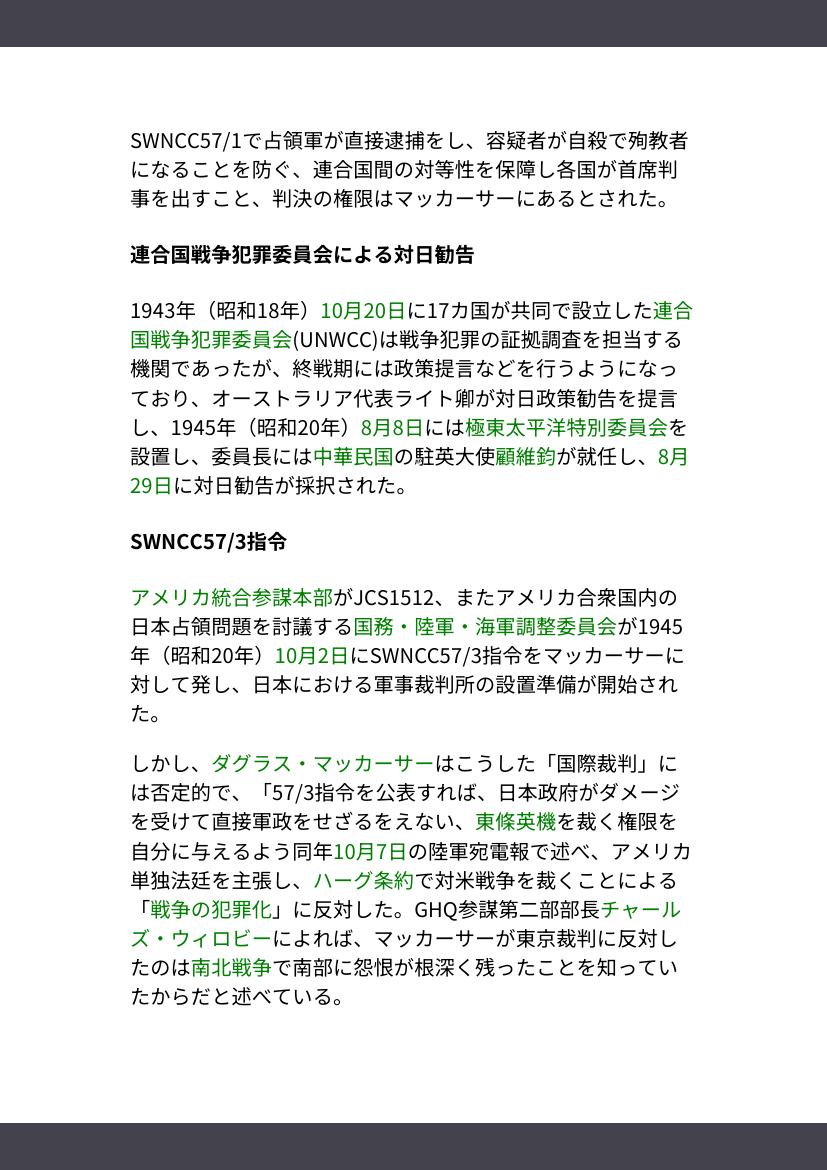 SWNCC57/1で占領軍が直接逮捕をし、容疑者が自殺で殉教者
になることを防ぐ、連合国間の対等性を保障し各国が首席判
事を出すこと、判決の権限はマッカーサーにあるとされた。
連合国戦争犯罪委員会による対日勧告
1943年（昭和18年）10月20日に17カ国が共同で設立した連合
国戦争犯罪委員会(UNWCC)は戦争犯罪の証拠調査を担当する
機関であったが、終戦期には政策提言などを行うようになっ
ており、オーストラリア代表ライト卿が対日政策勧告を提言
し、1945年（昭和20年）8月8日には極東太平洋特別委員会を
設置し、委員長には中華民国の駐英大使顧維鈞が就任し、8月
29日に対日勧告が採択された。
SWNCC57/3指令
アメリカ統合参謀本部がJCS1512、またアメリカ合衆国内の
日本占領問題を討議する国務・陸軍・海軍調整委員会が1945
年（昭和20年）10月2日にSWNCC57/3指令をマッカーサーに
対して発し、日本における軍事裁判所の設置準備が開始され
た。
しかし、ダグラス・マッカーサーはこうした「国際裁判」に
は否定的で、「57/3指令を公表すれば、日本政府がダメージ
を受けて直接軍政をせざるをえない、東條英機を裁く権限を
自分に与えるよう同年10月7日の陸軍宛電報で述べ、アメリカ
単独法廷を主張し、ハーグ条約で対米戦争を裁くことによる
「戦争の犯罪化」に反対した。GHQ参謀第二部部長チャール
ズ・ウィロビーによれば、マッカーサーが東京裁判に反対し
たのは南北戦争で南部に怨恨が根深く残ったことを知ってい
たからだと述べている。